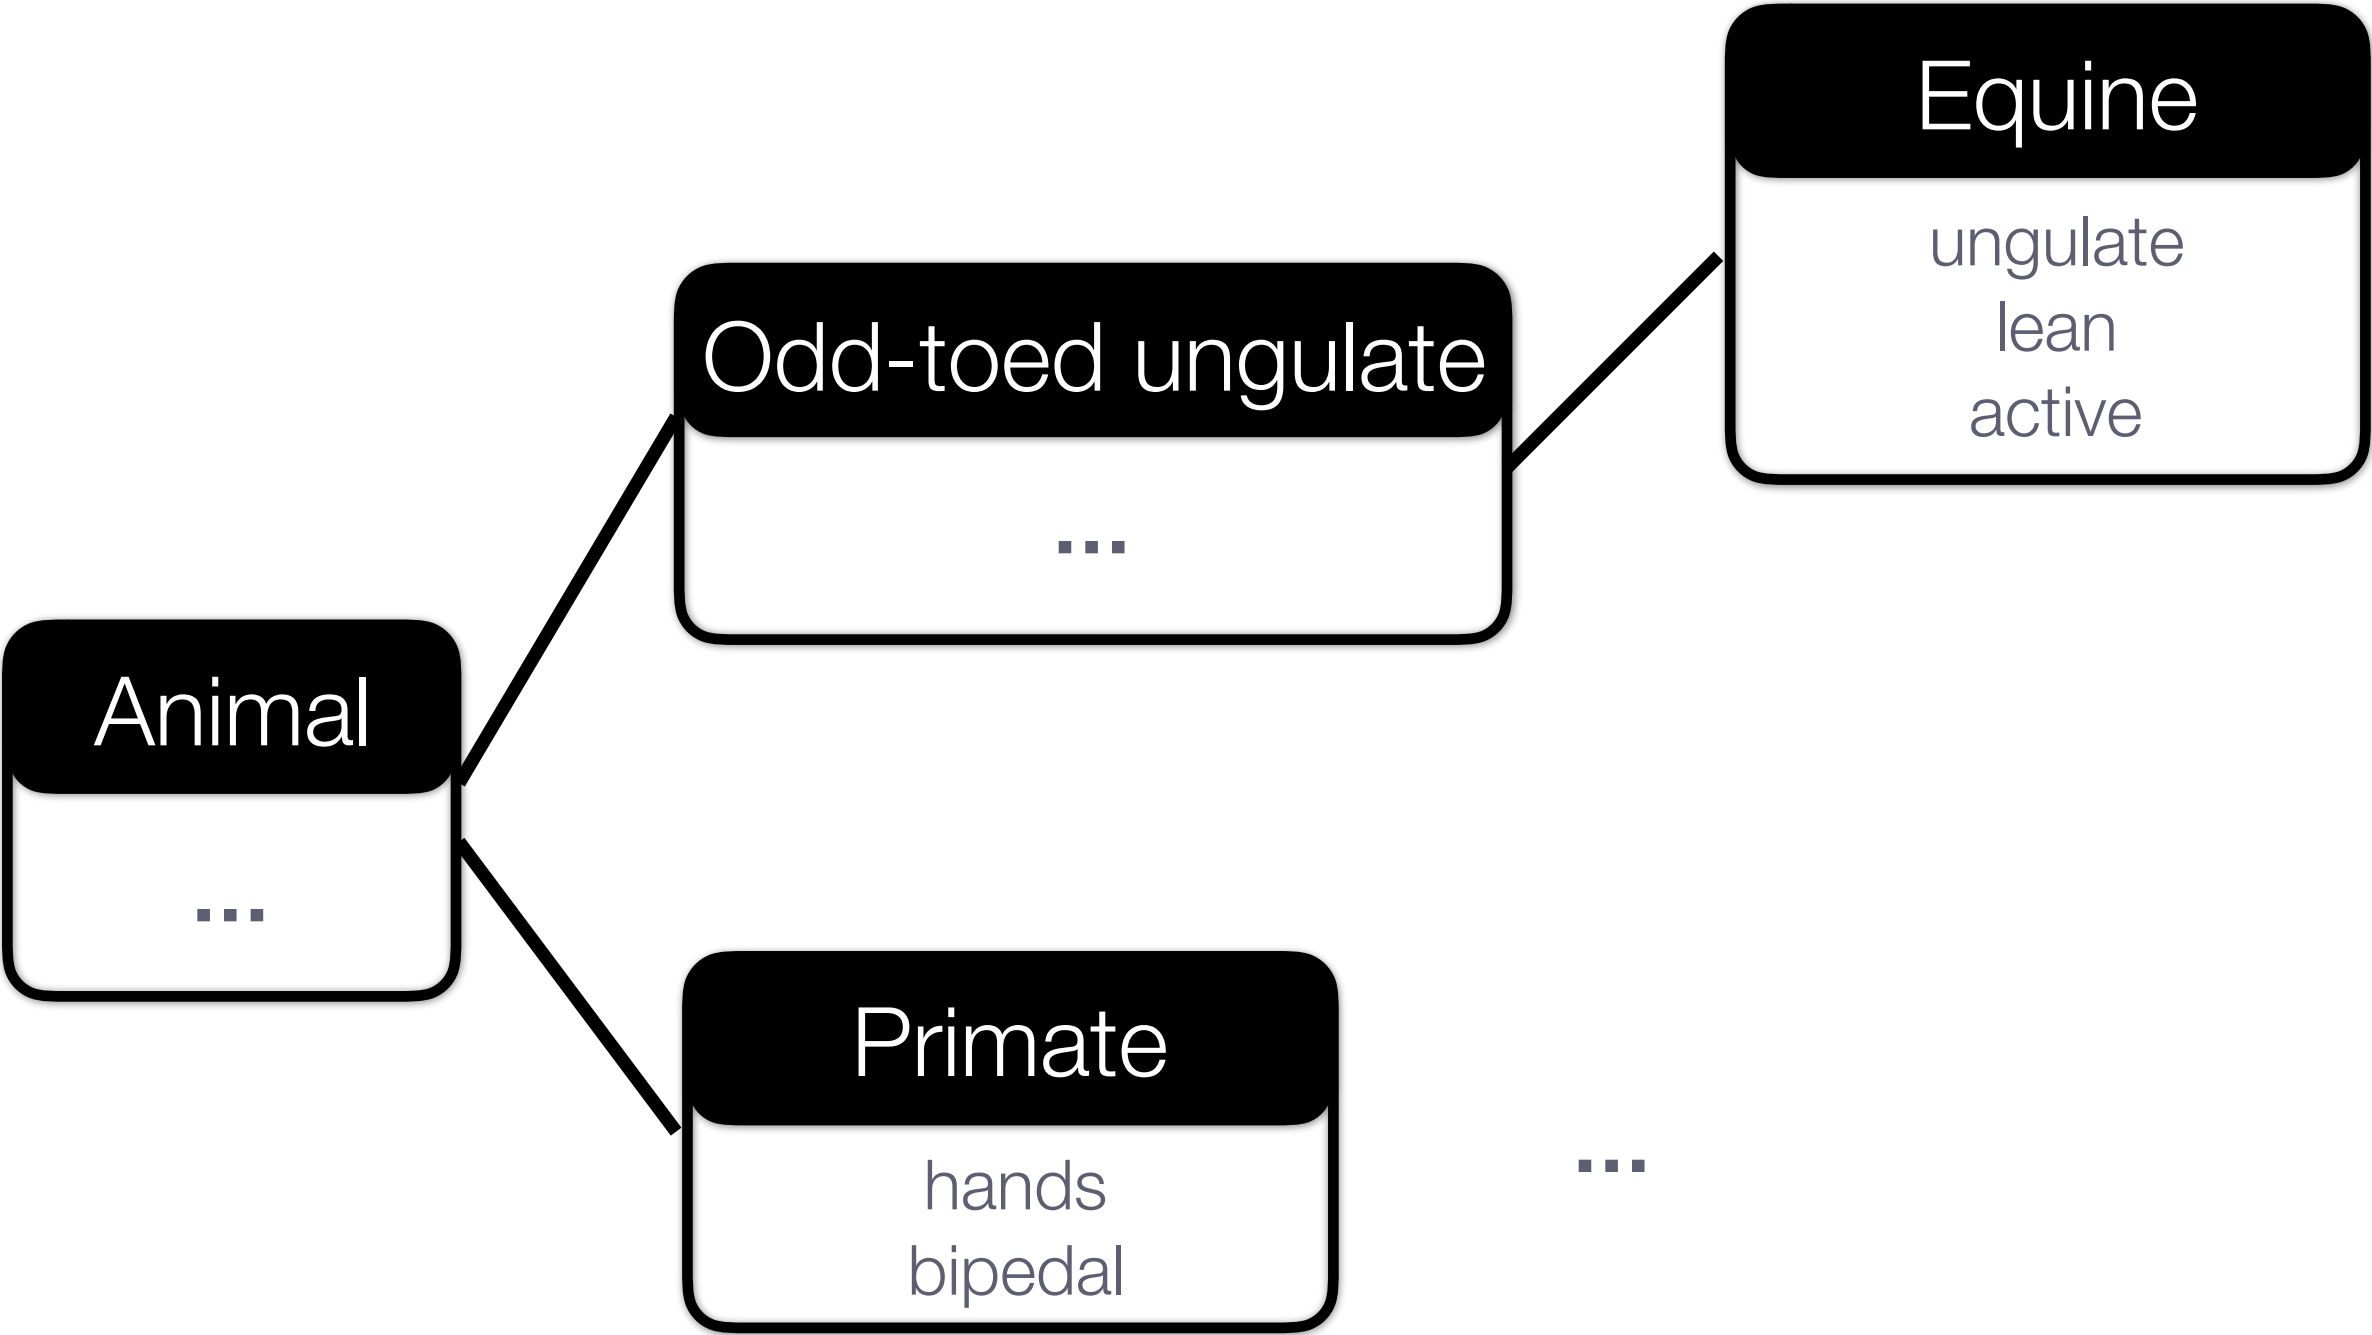 Equine
ungulate
lean
active
Odd-toed ungulate
...
Animal
...
Primate
hands
bipedal
...